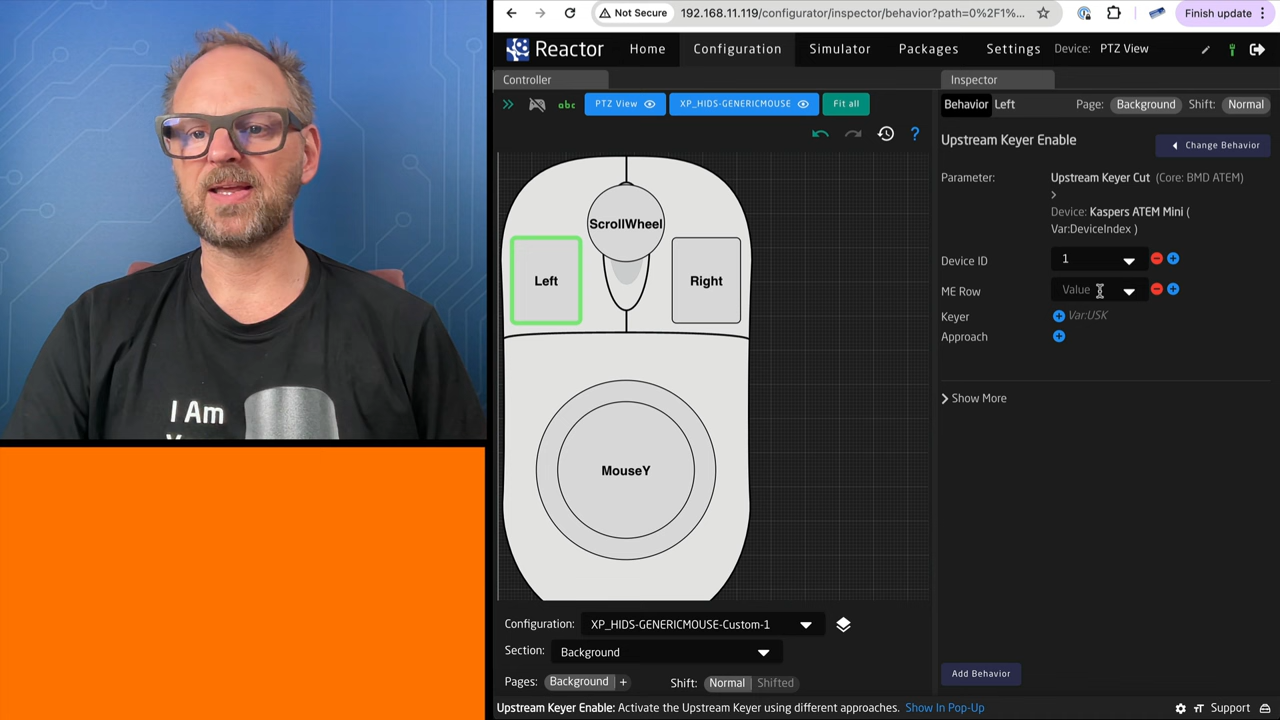 I Am
Not Secure
192.168.11.119/configurator/inspector/behavior?path=0%2F1%...
Finish update
Reactor
Home
Configuration
Simulator
Packages
Settings
Device:
PTZ View
Controller
Inspector
abc
PTZ View
XP_HIDS-GENERICMOUSE
Fit all
Behavior
Left
Page:
Background
Shift:
Normal
?
Upstream Keyer Enable
Change Behavior
Parameter:
Upstream Keyer Cut (Core: BMD ATEM)
>
Device: Kaspers ATEM Mini (
Var:DeviceIndex )
Device ID
1
ME Row
Value
Keyer
Var:USK
Approach
Show More
ScrollWheel
Left
Right
MouseY
Configuration:
XP_HIDS-GENERICMOUSE-Custom-1
Section:
Background
Pages:
Background
+
Shift:
Normal
Shifted
Add Behavior
Upstream Keyer Enable: Activate the Upstream Keyer using different approaches. Show In Pop-Up
Support